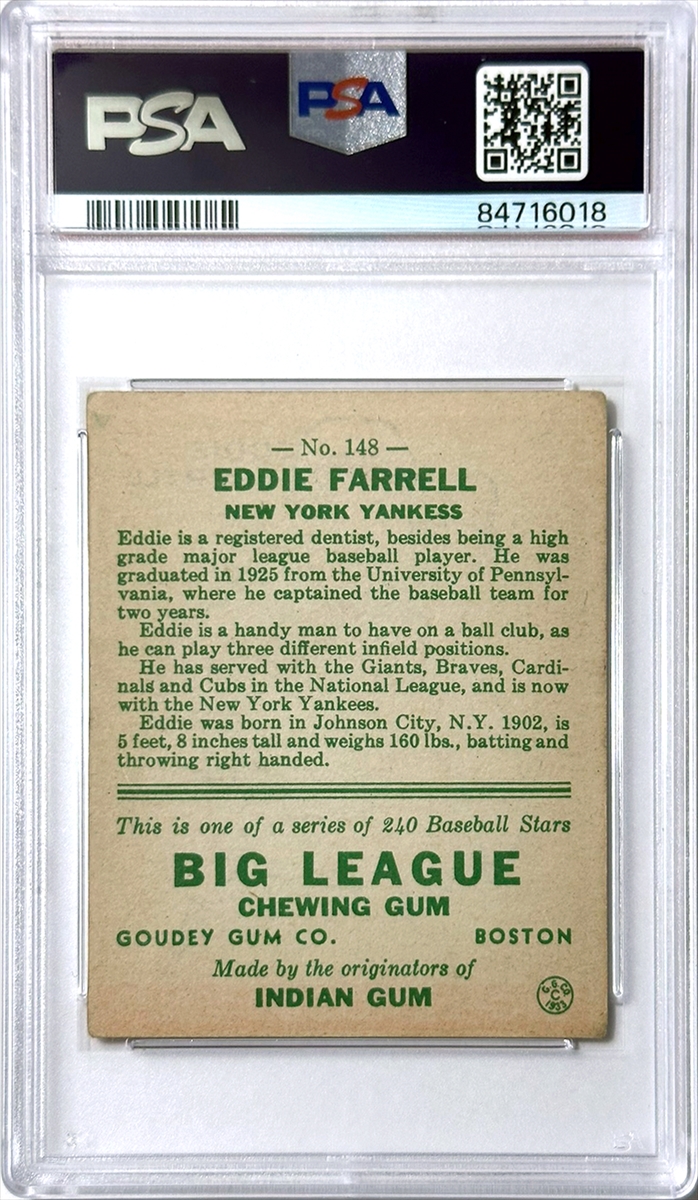 PSA
PSA
84716018
— No. 148 —
EDDIE FARRELL
NEW YORK YANKESS
Eddie is a registered dentist, besides being a high
grade major league baseball player. He was
graduated in 1925 from the University of Pennsyl-
vania, where he captained the baseball team for
two years.
Eddie is a handy man to have on a ball club, as
he can play three different infield positions.
He has served with the Giants, Braves, Cardi-
nals and Cubs in the National League, and is now
with the New York Yankees.
Eddie was born in Johnson City, N.Y. 1902, is
5 feet, 8 inches tall and weighs 160 lbs., batting and
throwing right handed.
This is one of a series of 240 Baseball Stars
BIG LEAGUE
CHEWING GUM
GOUDEY GUM CO. BOSTON
Made by the originators of
INDIAN GUM
G. G. CO.
C
1933